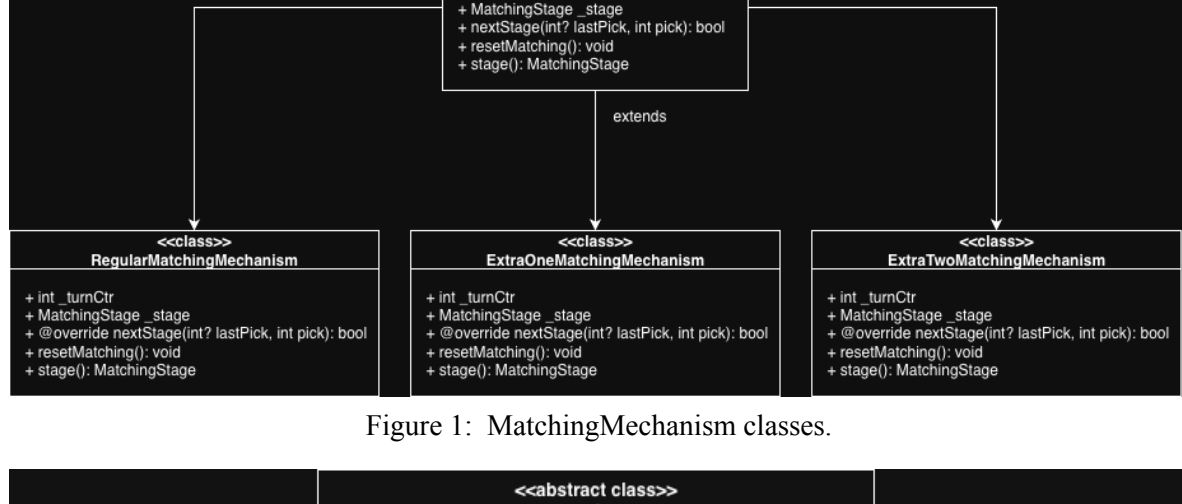 + MatchingStage _stage
+ nextStage(int? lastPick, int pick): bool
+ resetMatching(): void
+ stage(): MatchingStage
extends
<<class>>
RegularMatchingMechanism
+ int _turnCtr
+ MatchingStage _stage
+ @override nextStage(int? lastPick, int pick): bool
+ resetMatching(): void
+ stage(): MatchingStage
<<class>>
ExtraOneMatchingMechanism
+ int _turnCtr
+ MatchingStage _stage
+ @override nextStage(int? lastPick, int pick): bool
+ resetMatching(): void
+ stage(): MatchingStage
<<class>>
ExtraTwoMatchingMechanism
+ int _turnCtr
+ MatchingStage _stage
+ @override nextStage(int? lastPick, int pick): bool
+ resetMatching(): void
+ stage(): MatchingStage
Figure 1: MatchingMechanism classes.
<<abstract class>>